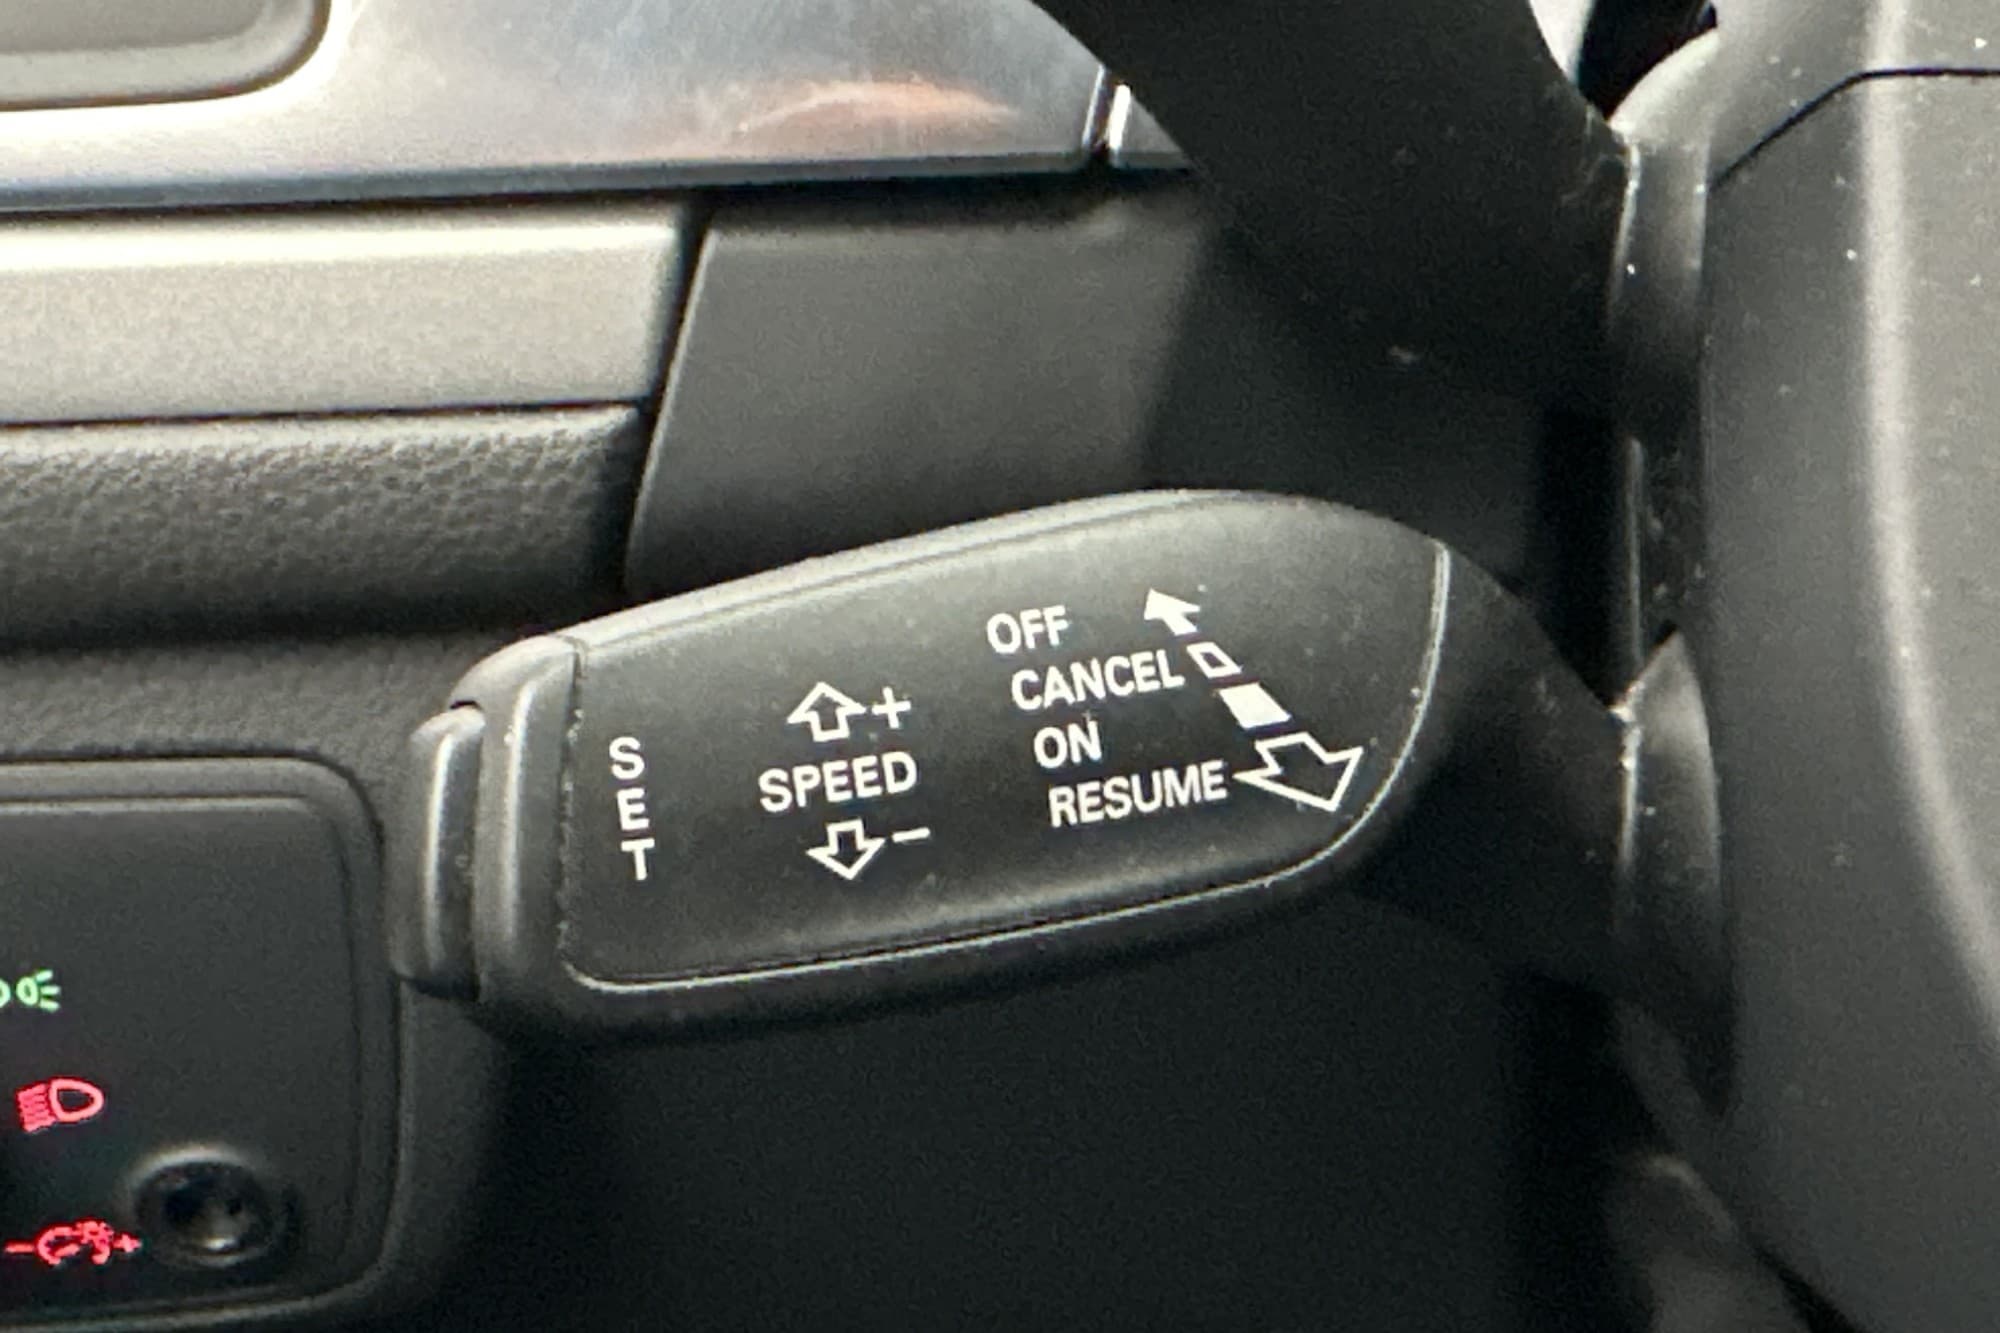 SET
+
SPEED
−
OFF
CANCEL
ON
RESUME
- +